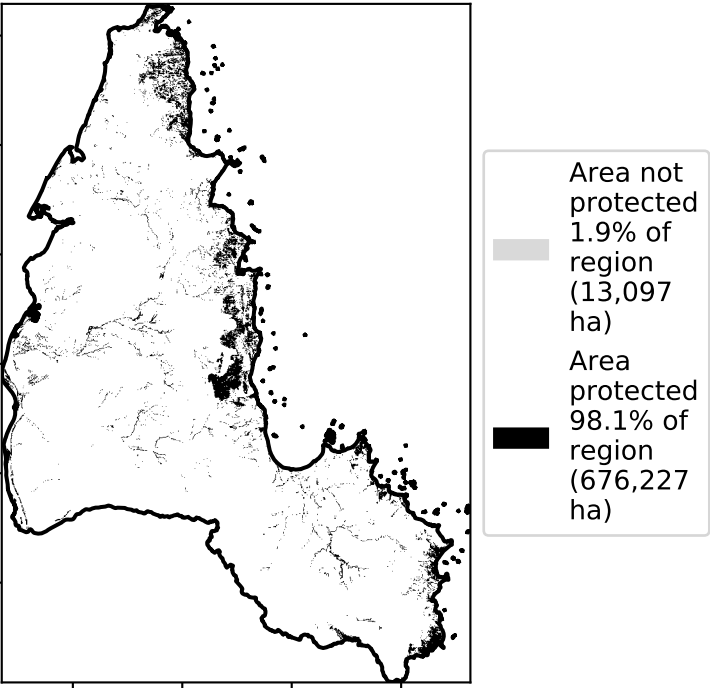 Area not
protected
1.9% of
region
(13,097
ha)
Area
protected
98.1% of
region
(676,227
ha)